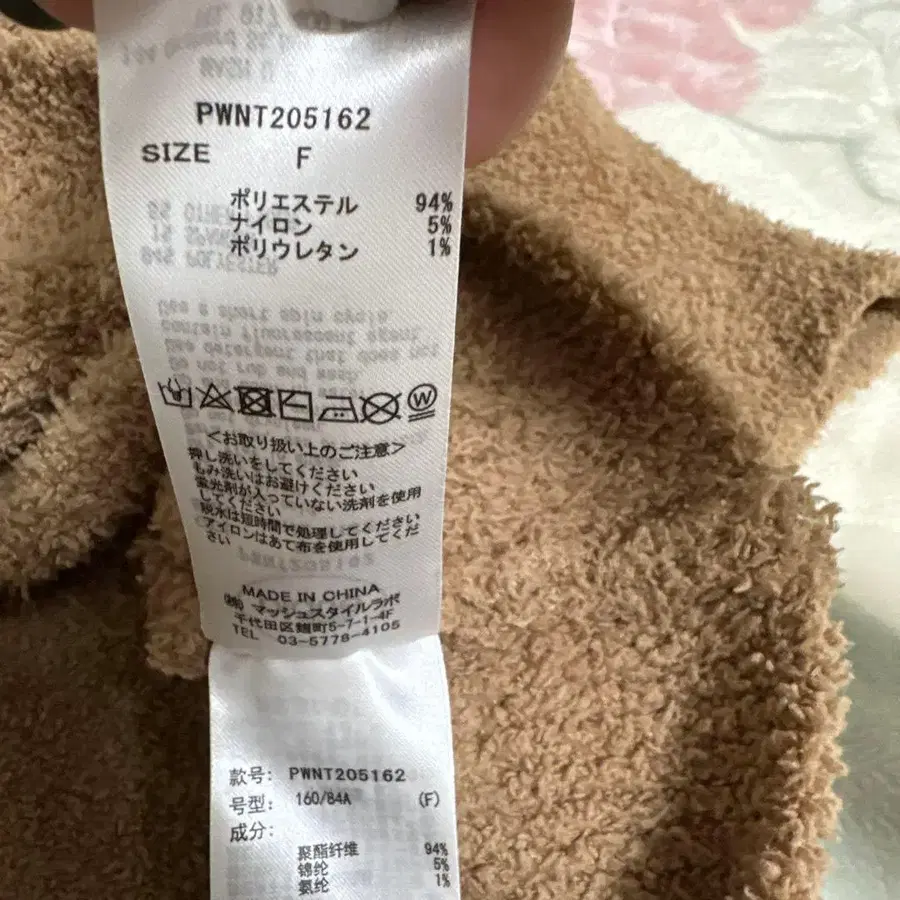 PWNT205162
SIZE F
ポリエステル 94%
ナイロン 5%
ポリウレタン 1%
<お取り扱い上のご注意>
押し洗いをしてください
もみ洗いはお避けください
蛍光剤が入っていない洗剤を使用
してください
脱水は短時間で処理してください
アイロンはあて布を使用してくだ
さい
MADE IN CHINA
㈱ マッシュスタイルラボ
千代田区麹町5-7-1-4F
TEL 03-5778-4105
款号: PWNT205162
号型: 160/84A (F)
成分:
聚酯纤维 94%
锦纶 5%
氨纶 1%